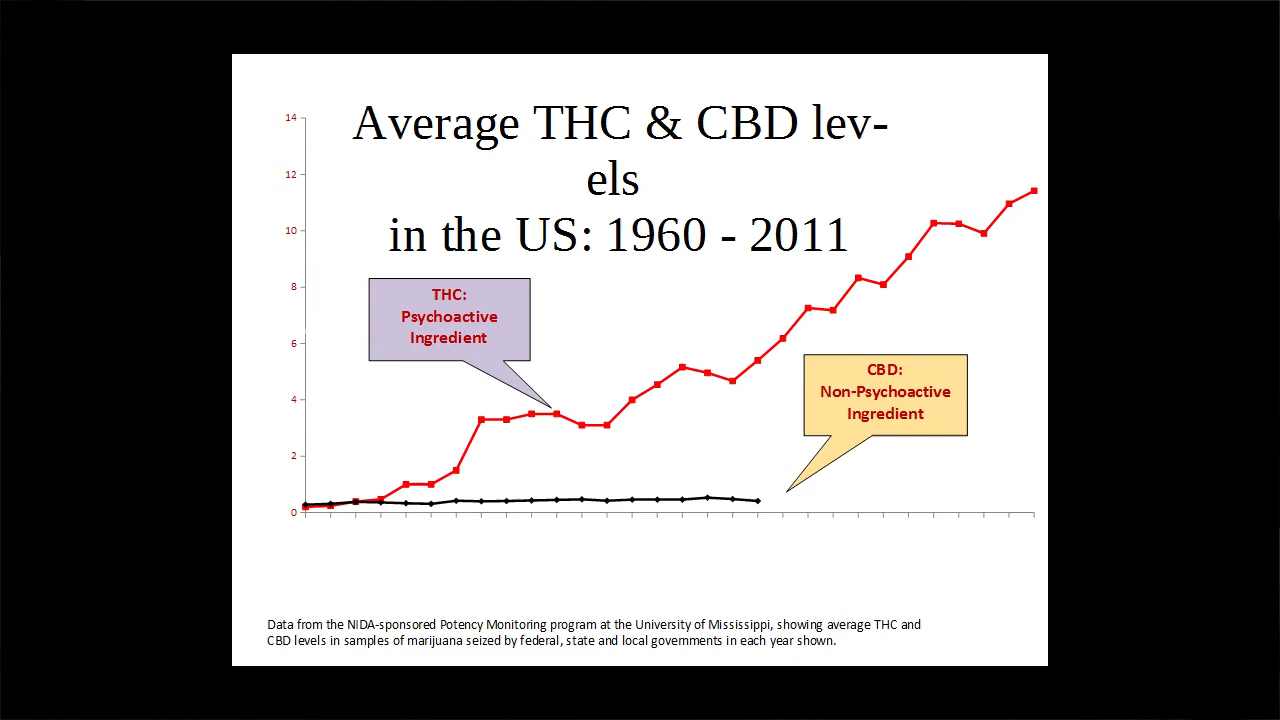 Average THC & CBD lev-
els
in the US: 1960 - 2011
14
12
10
8
6
4
2
0
THC:
Psychoactive
Ingredient
CBD:
Non-Psychoactive
Ingredient
Data from the NIDA-sponsored Potency Monitoring program at the University of Mississippi, showing average THC and
CBD levels in samples of marijuana seized by federal, state and local governments in each year shown.